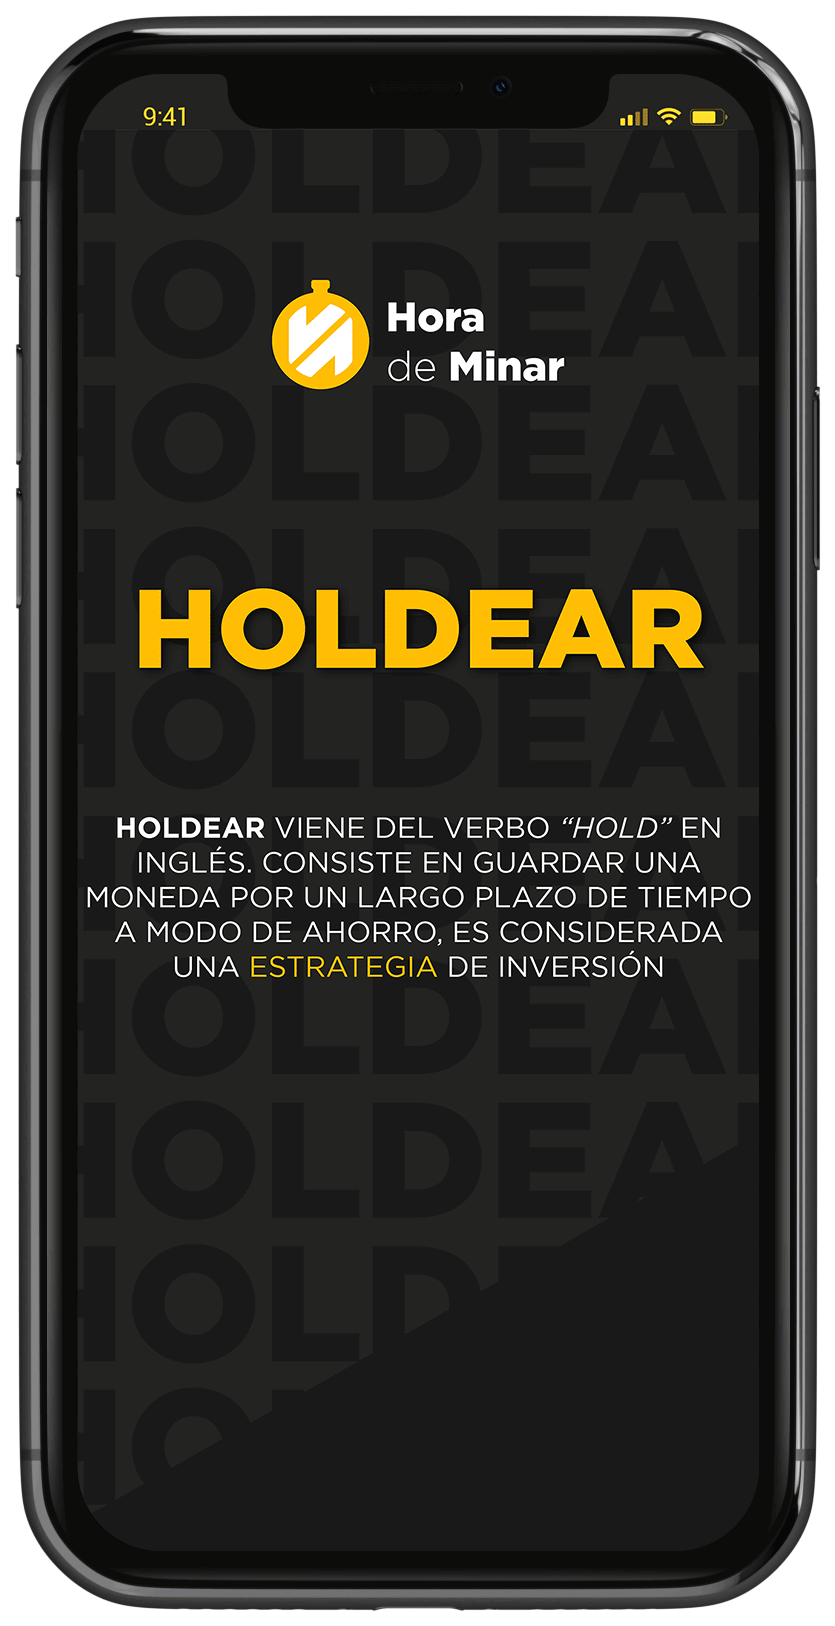 9:41
Hora
de Minar
HOLDEAR
HOLDEAR VIENE DEL VERBO “HOLD” EN
INGLÉS. CONSISTE EN GUARDAR UNA
MONEDA POR UN LARGO PLAZO DE TIEMPO
A MODO DE AHORRO, ES CONSIDERADA
UNA ESTRATEGIA DE INVERSIÓN